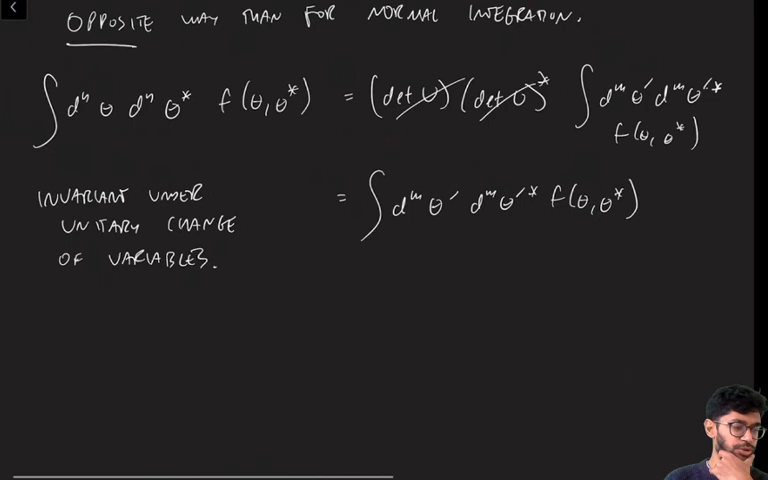 OPPOSITE WAY THAN FOR NORMAL INTEGRATION.
∫ dⁿθ dⁿθ* f(θ,θ*) = (det U)(det U)* ∫ dᵐθ′ dᵐθ′*
f(θ,θ*)
INVARIANT UNDER
UNITARY CHANGE
OF VARIABLES.
= ∫ dᵐθ′ dᵐθ′* f(θ,θ*)